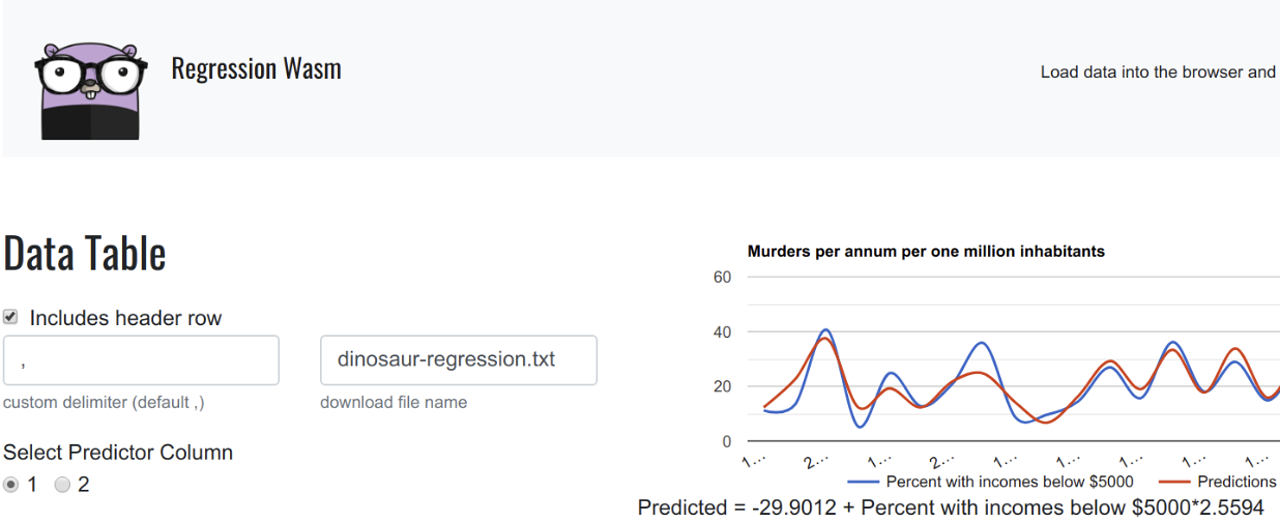 Regression Wasm
Load data into the browser and
Data Table
Includes header row
,
dinosaur-regression.txt
custom delimiter (default ,)
download file name
Select Predictor Column
1 2
Murders per annum per one million inhabitants
60
40
20
0
1... 2... 1... 2... 1... 1... 1... 1... 1...
Percent with incomes below $5000 Predictions
Predicted = -29.9012 + Percent with incomes below $5000*2.5594